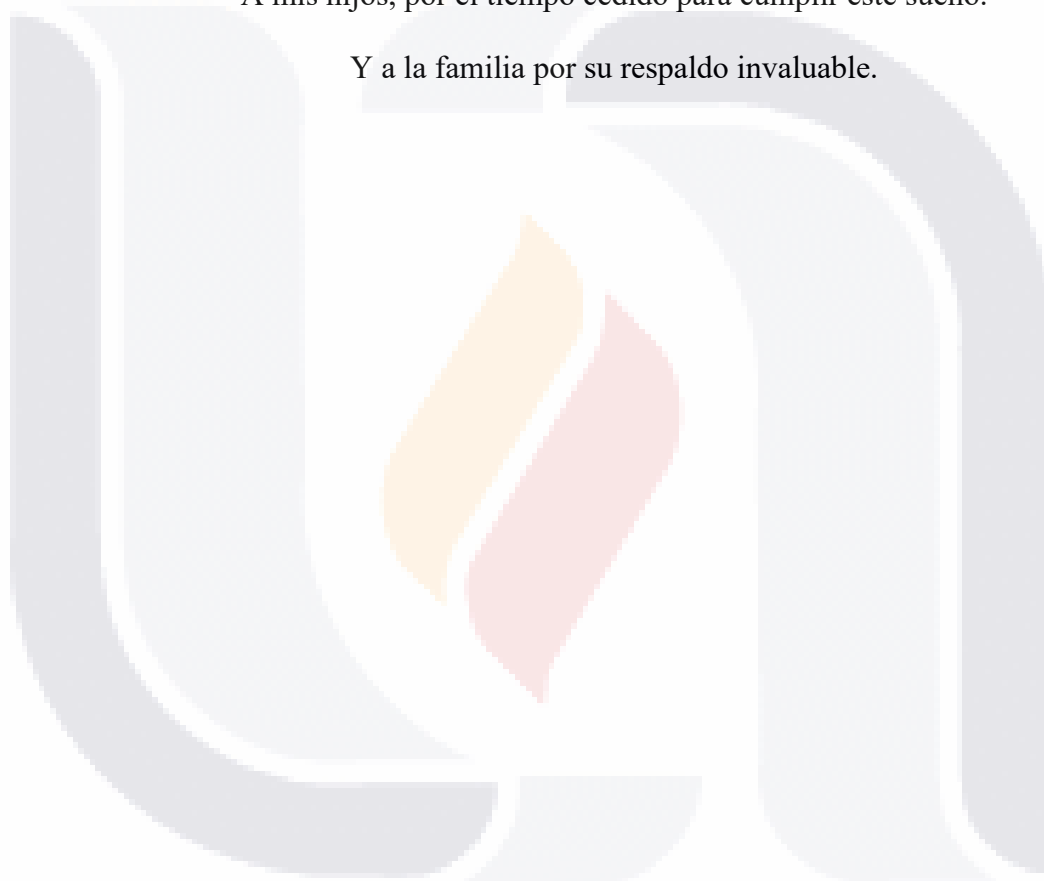 A mis hijos, por el tiempo cedido para cumplir este sueño.
Y a la familia por su respaldo invaluable.